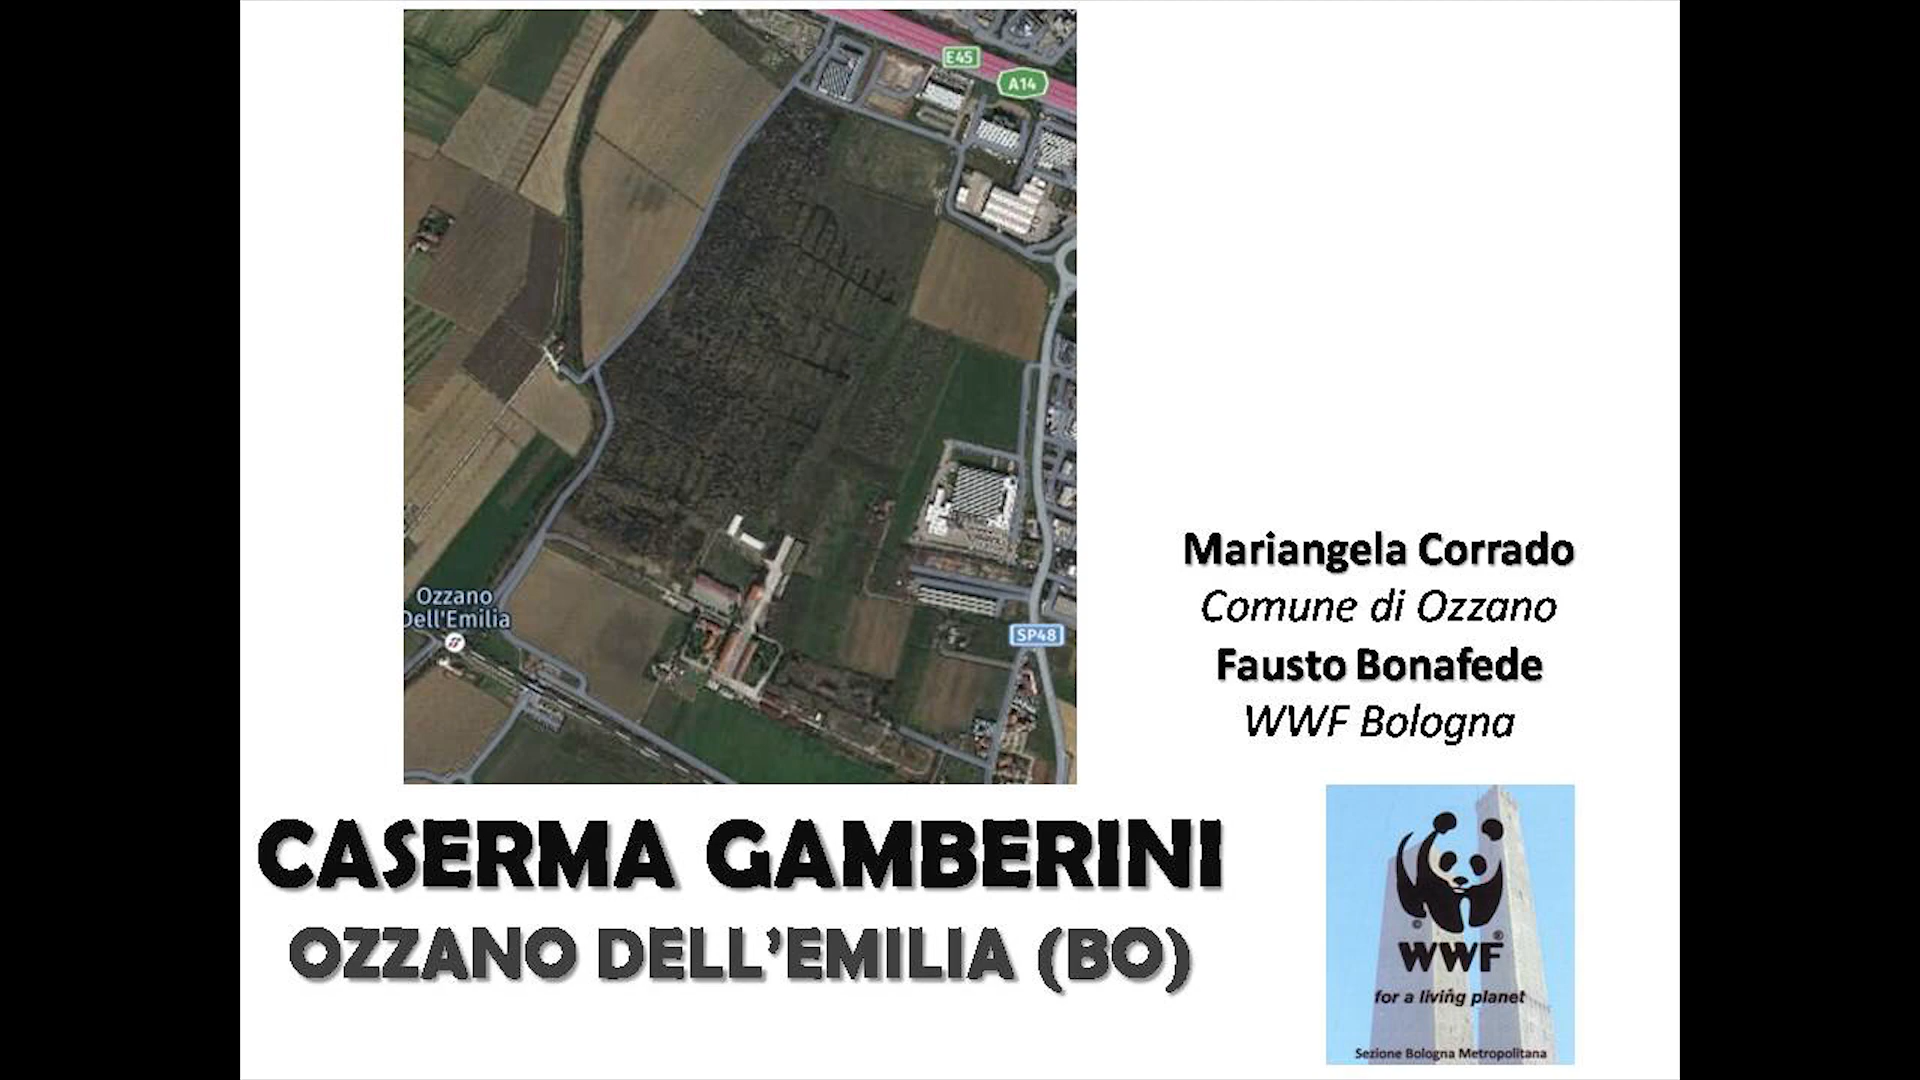 E45
A14
Ozzano
Dell'Emilia
SP48
Mariangela Corrado
Comune di Ozzano
Fausto Bonafede
WWF Bologna
CASERMA GAMBERINI
OZZANO DELL’EMILIA (BO)
©
®
WWF
for a living planet
Sezione Bologna Metropolitana